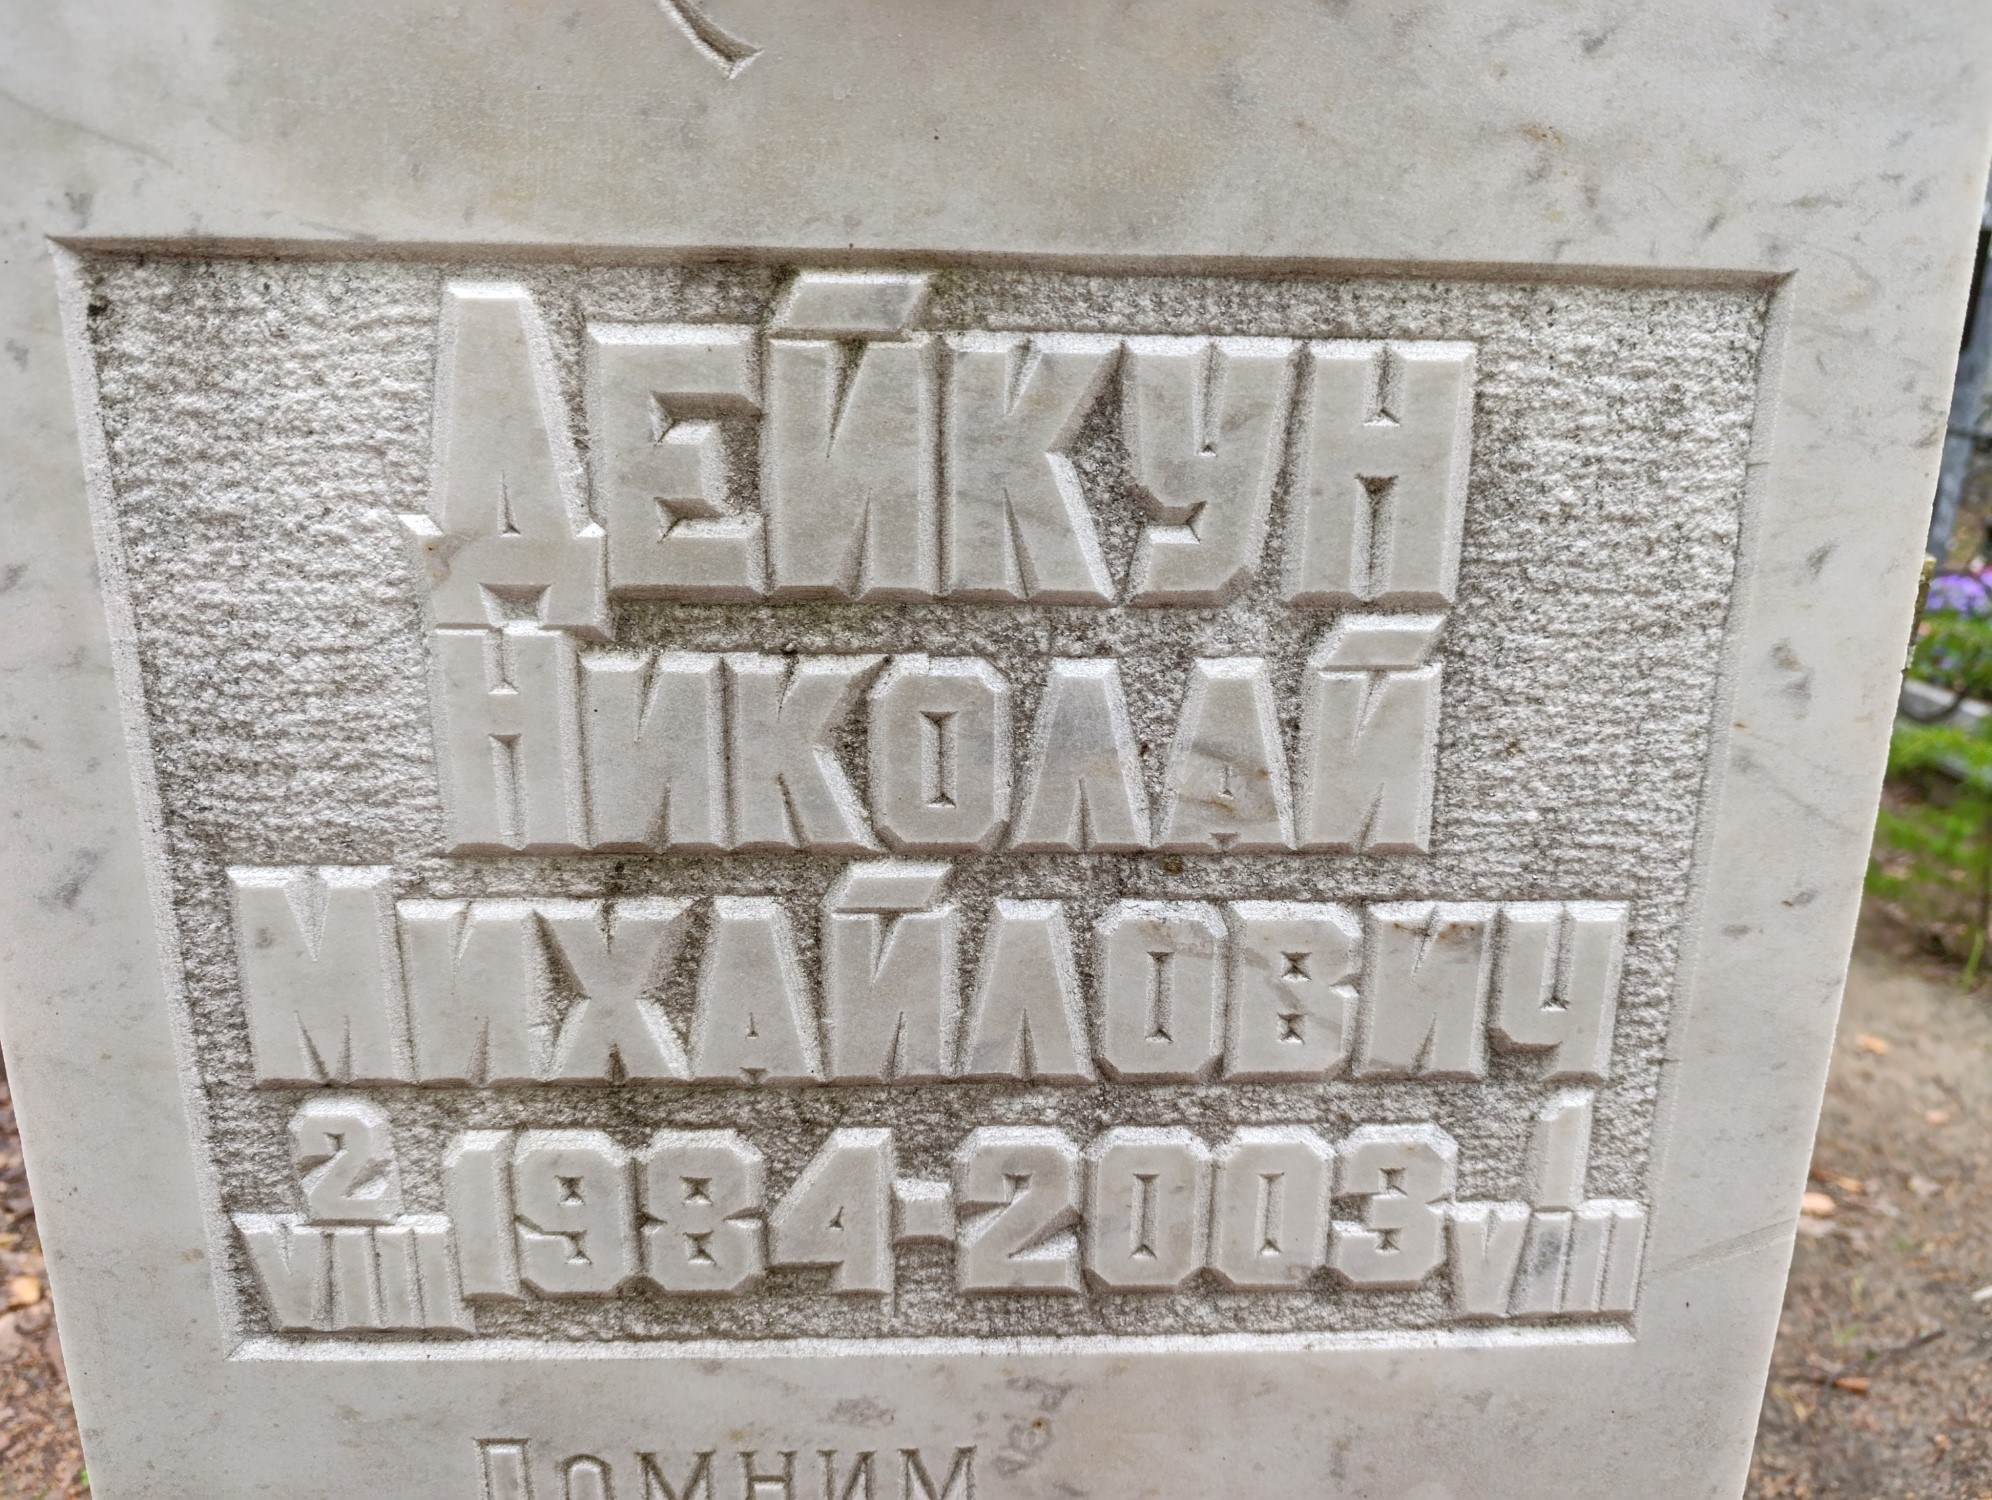 Дейкун
Николай
Михайлович
2 VIII 1984-2003 1 VIII
Помним